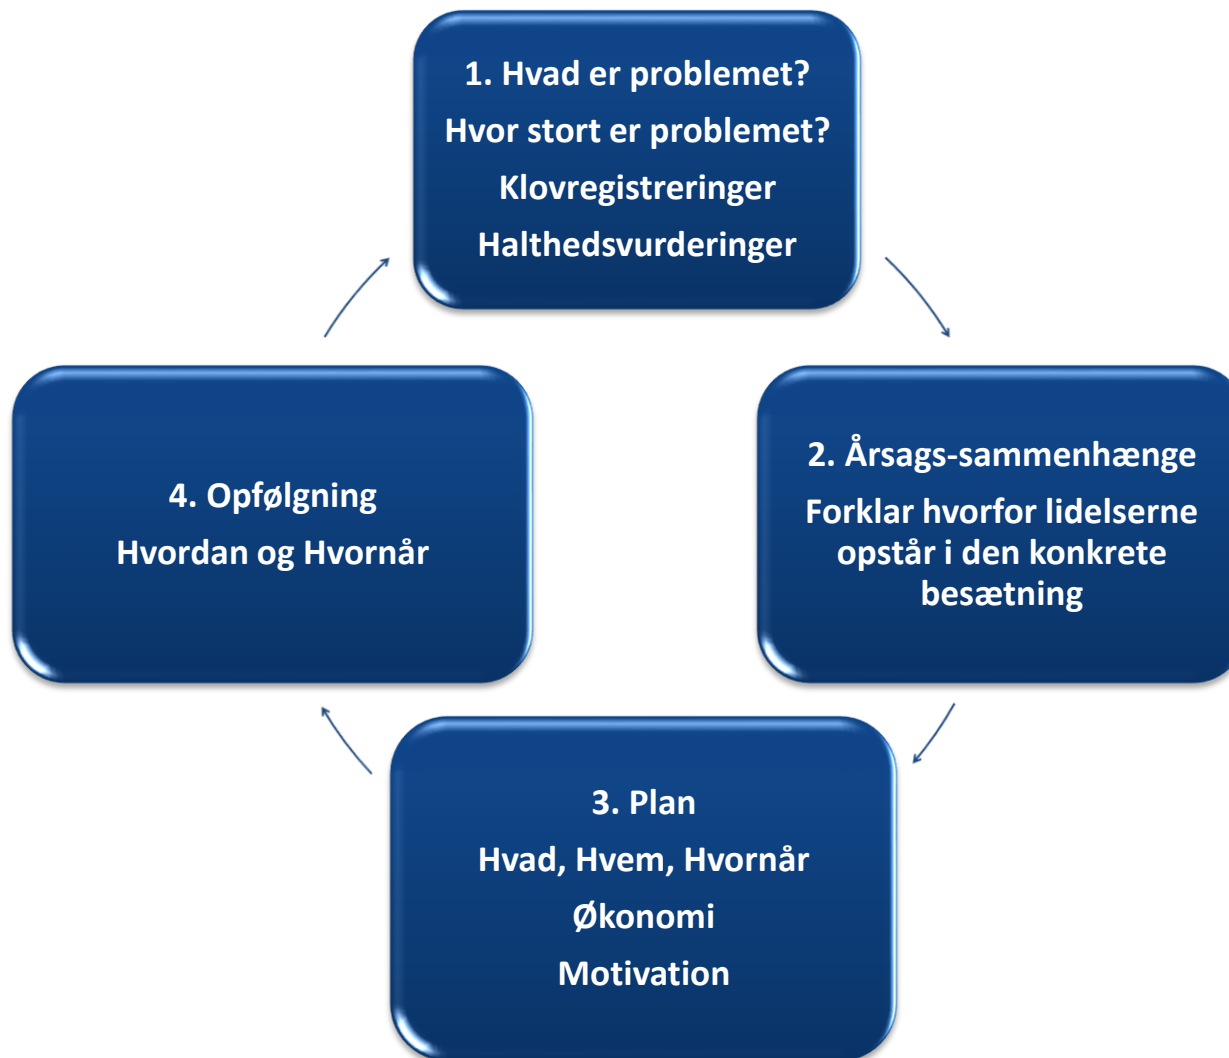 1. Hvad er problemet?
Hvor stort er problemet?
Klovregistreringer
Halthedsvurderinger
2. Årsags-sammenhænge
Forklar hvorfor lidelserne
opstår i den konkrete
besætning
3. Plan
Hvad, Hvem, Hvornår
Økonomi
Motivation
4. Opfølgning
Hvordan og Hvornår